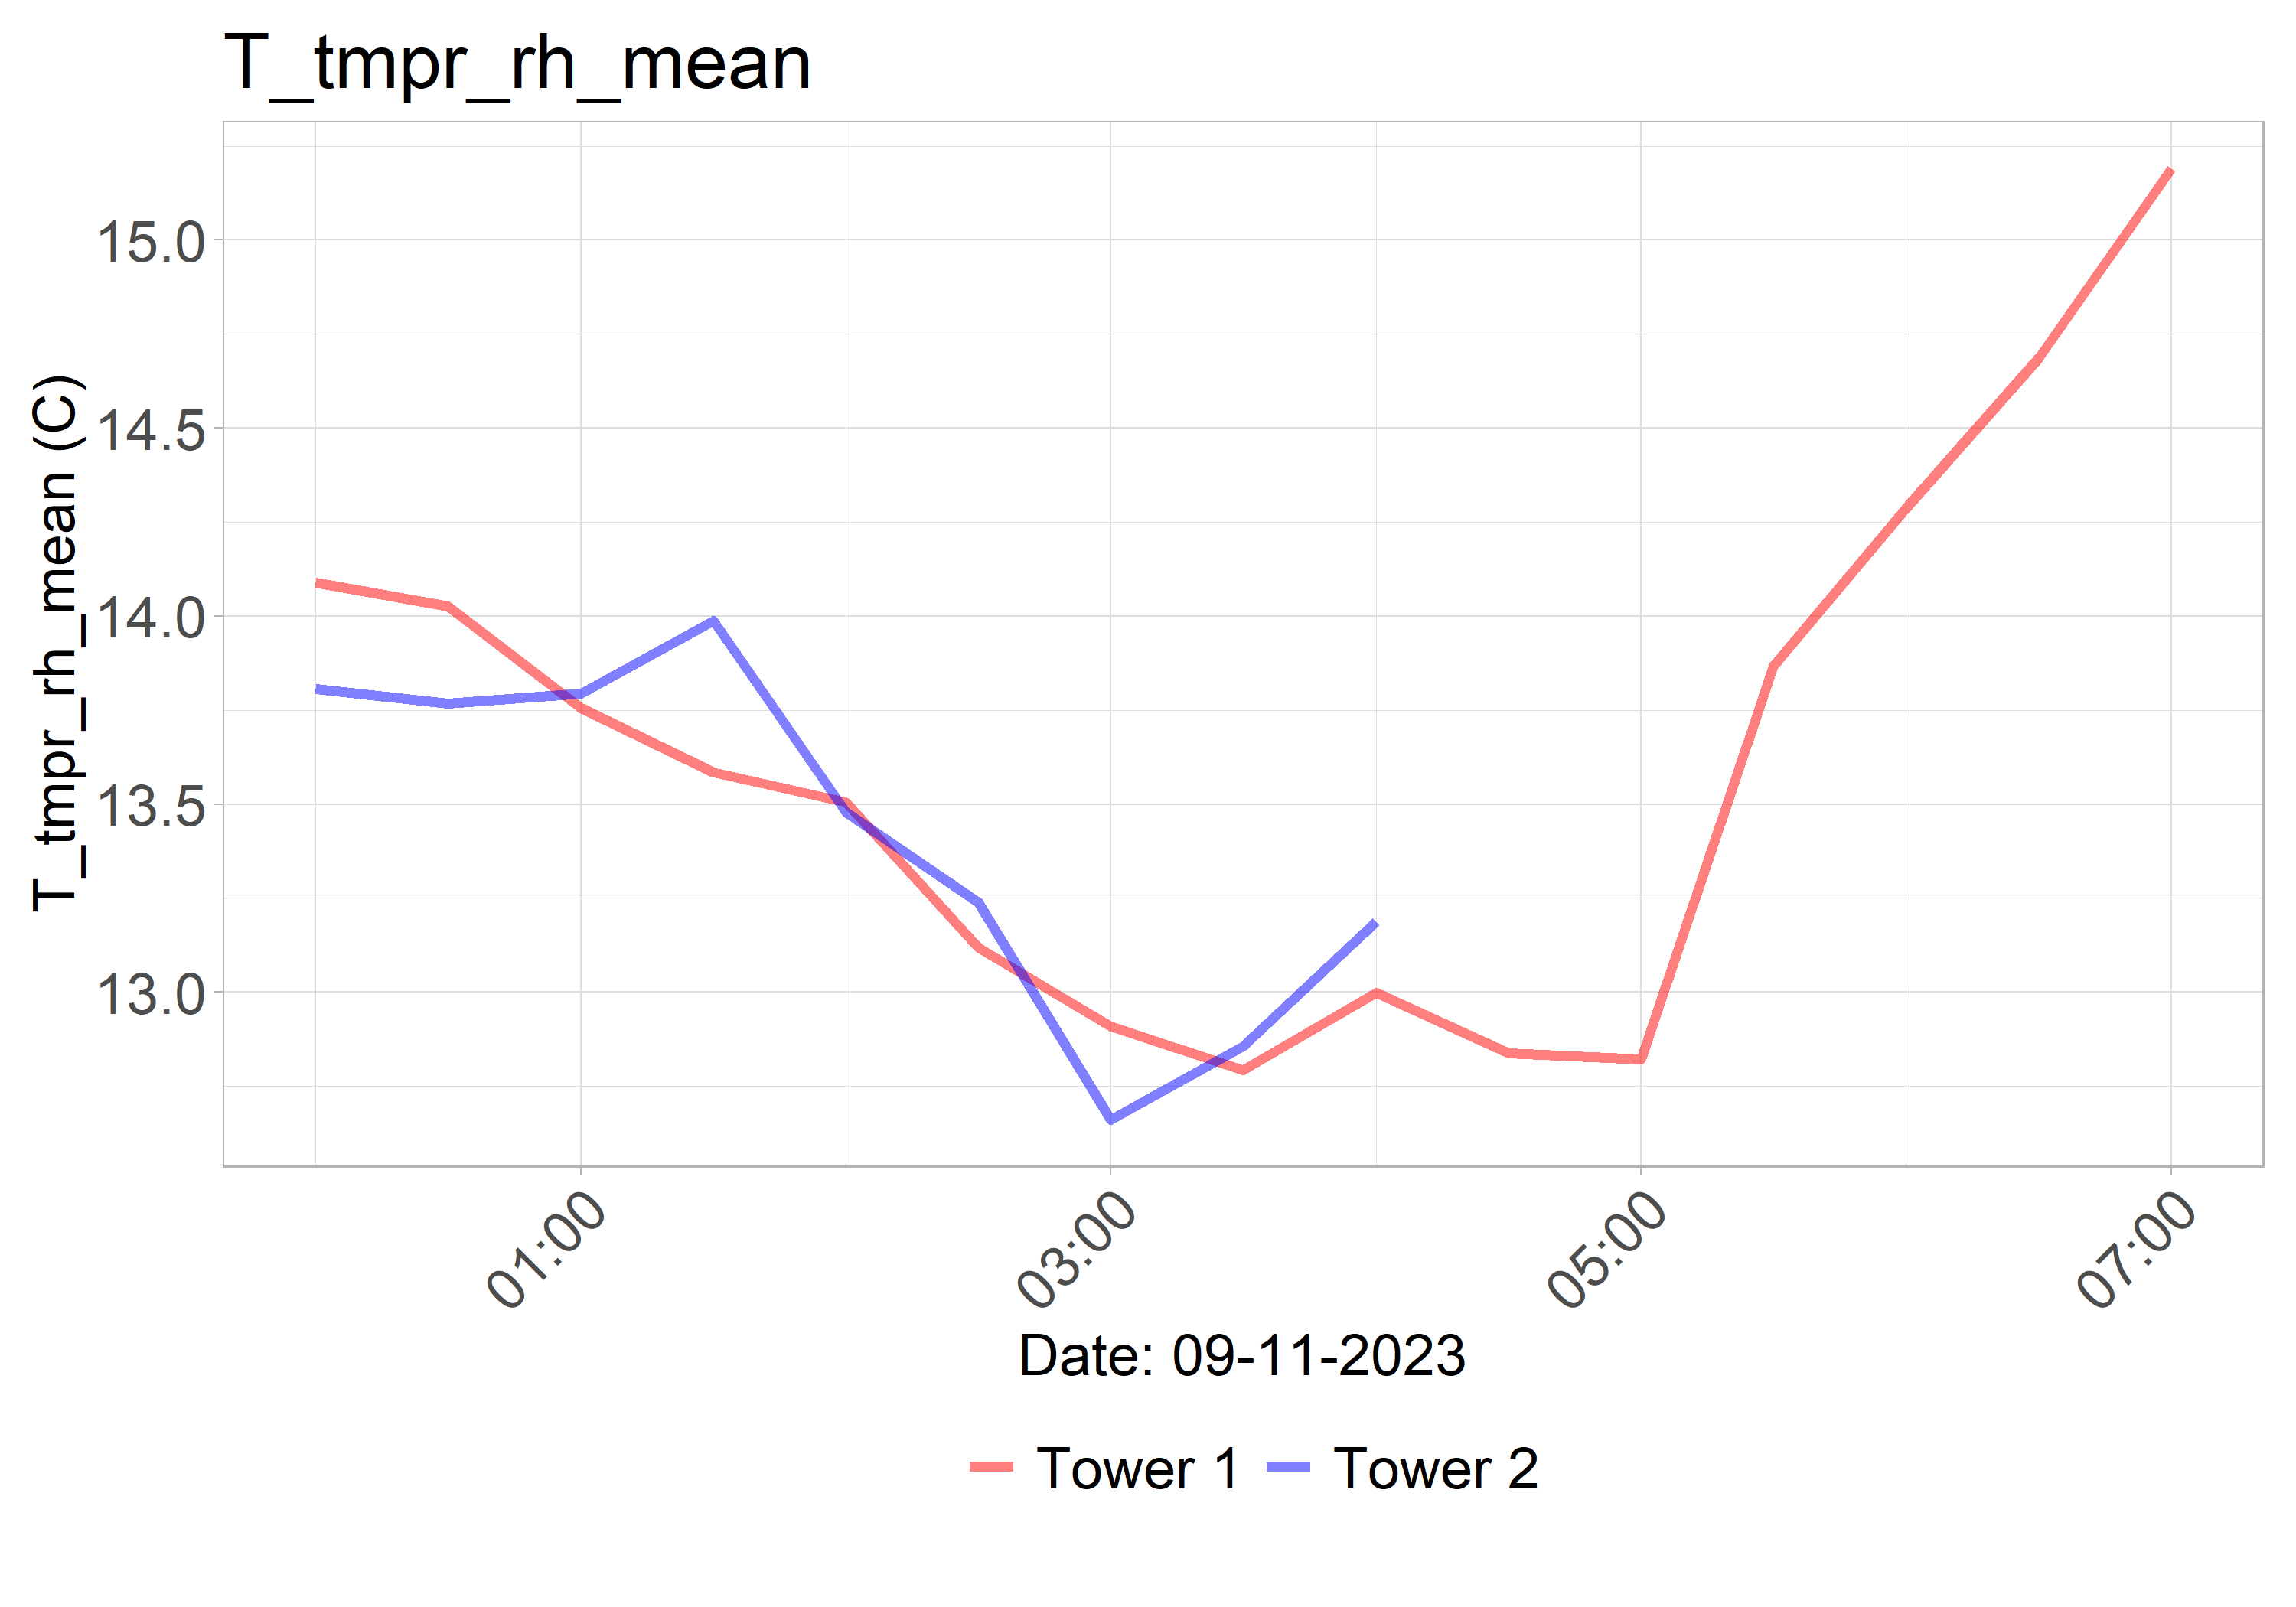 T_tmpr_rh_mean
T_tmpr_rh_mean (C)
15.0
14.5
14.0
13.5
13.0
01:00 03:00 05:00 07:00
Date: 09-11-2023
Tower 1 Tower 2